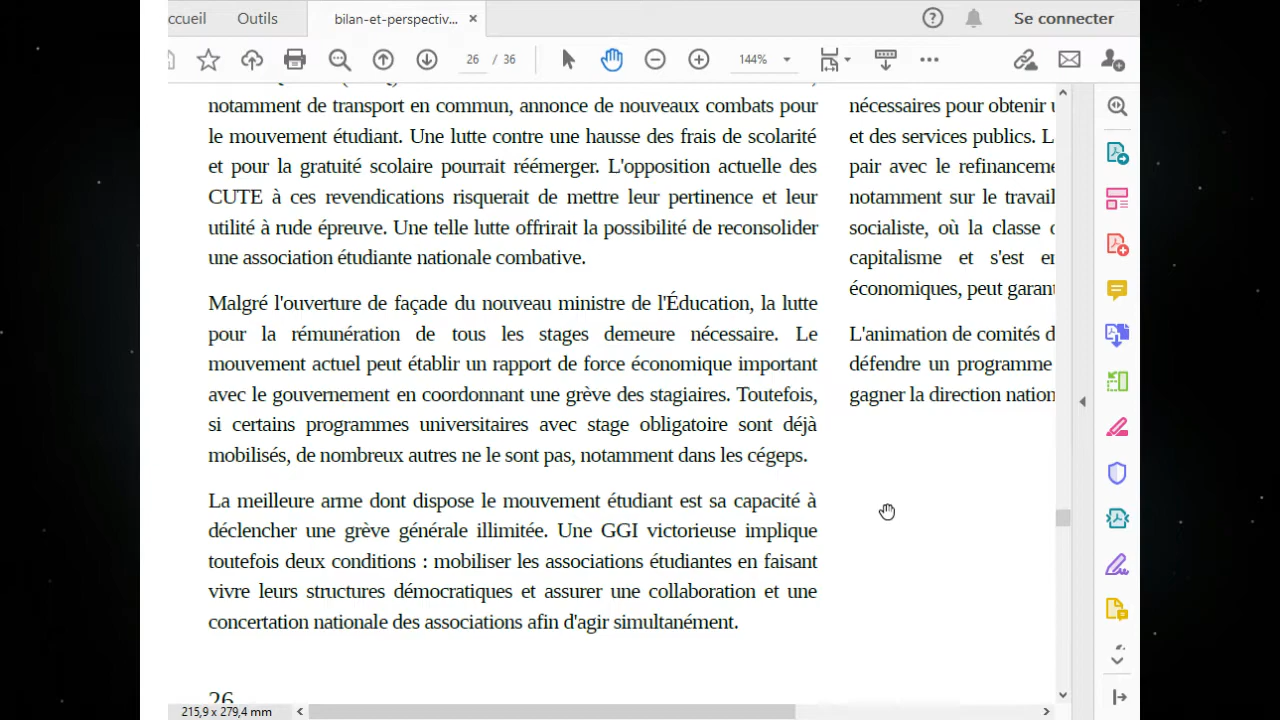 ccueil
Outils
bilan-et-perspectiv...
Se connecter
26 / 36
144%
notamment de transport en commun, annonce de nouveaux combats pour
le mouvement étudiant. Une lutte contre une hausse des frais de scolarité
et pour la gratuité scolaire pourrait réémerger. L'opposition actuelle des
CUTE à ces revendications risquerait de mettre leur pertinence et leur
utilité à rude épreuve. Une telle lutte offrirait la possibilité de reconsolider
une association étudiante nationale combative.
Malgré l'ouverture de façade du nouveau ministre de l'Éducation, la lutte
pour la rémunération de tous les stages demeure nécessaire. Le
mouvement actuel peut établir un rapport de force économique important
avec le gouvernement en coordonnant une grève des stagiaires. Toutefois,
si certains programmes universitaires avec stage obligatoire sont déjà
mobilisés, de nombreux autres ne le sont pas, notamment dans les cégeps.
La meilleure arme dont dispose le mouvement étudiant est sa capacité à
déclencher une grève générale illimitée. Une GGI victorieuse implique
toutefois deux conditions : mobiliser les associations étudiantes en faisant
vivre leurs structures démocratiques et assurer une collaboration et une
concertation nationale des associations afin d'agir simultanément.
26
nécessaires pour obtenir
et des services publics. L
pair avec le refinanceme
notamment sur le travail
socialiste, où la classe
capitalisme et s'est en
économiques, peut garan
L'animation de comités d
défendre un programme
gagner la direction nation
215,9 x 279,4 mm